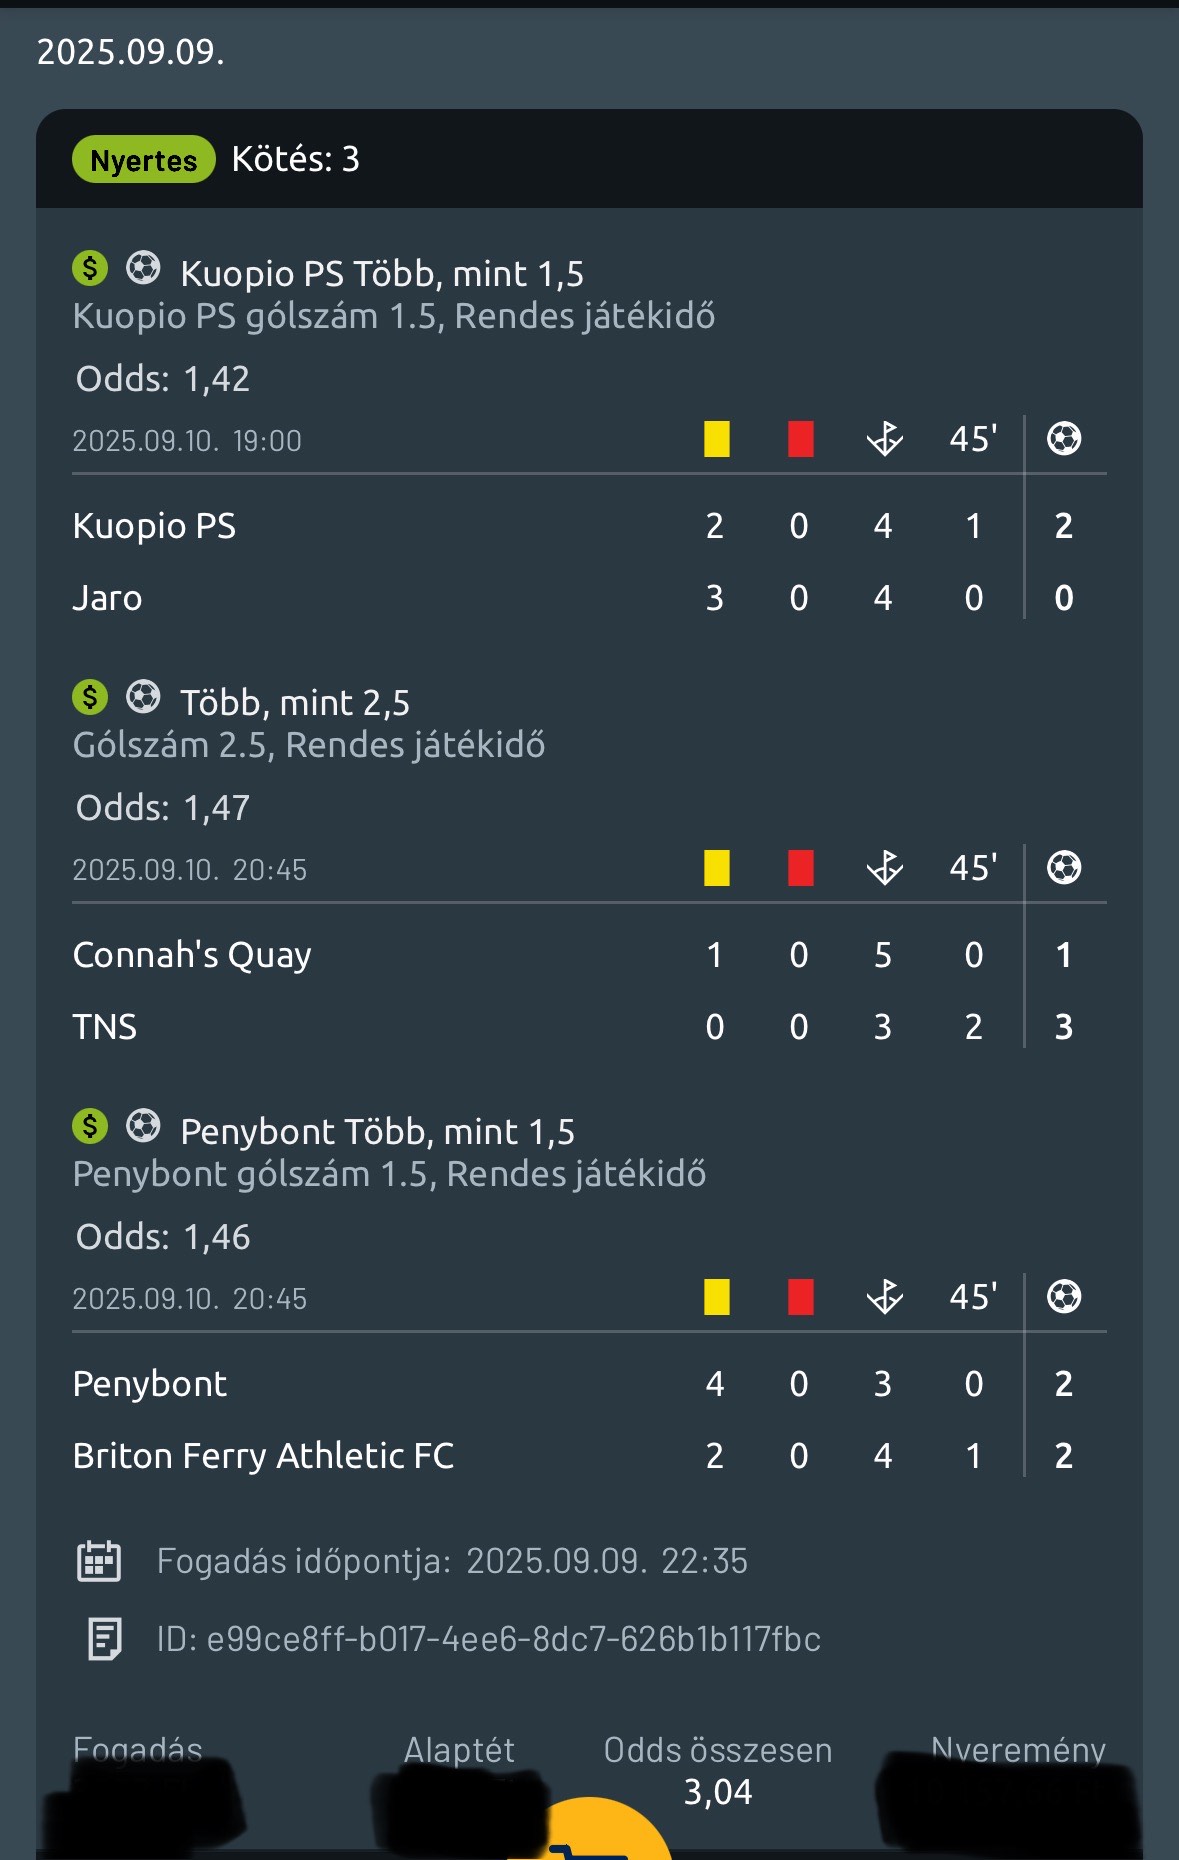 2025.09.09.
Nyertes Kötés: 3
$ Kuopio PS Több, mint 1,5
Kuopio PS gólszám 1.5, Rendes játékidő
Odds: 1,42
2025.09.10. 19:00 45'
Kuopio PS 2 0 4 1 2
Jaro 3 0 4 0 0
$ Több, mint 2,5
Gólszám 2.5, Rendes játékidő
Odds: 1,47
2025.09.10. 20:45 45'
Connah's Quay 1 0 5 0 1
TNS 0 0 3 2 3
$ Penybont Több, mint 1,5
Penybont gólszám 1.5, Rendes játékidő
Odds: 1,46
2025.09.10. 20:45 45'
Penybont 4 0 3 0 2
Briton Ferry Athletic FC 2 0 4 1 2
Fogadás időpontja: 2025.09.09. 22:35
ID: e99ce8ff-b017-4ee6-8dc7-626b1b117fbc
Fogadás Alaptét Odds összesen Nyeremény
3,04